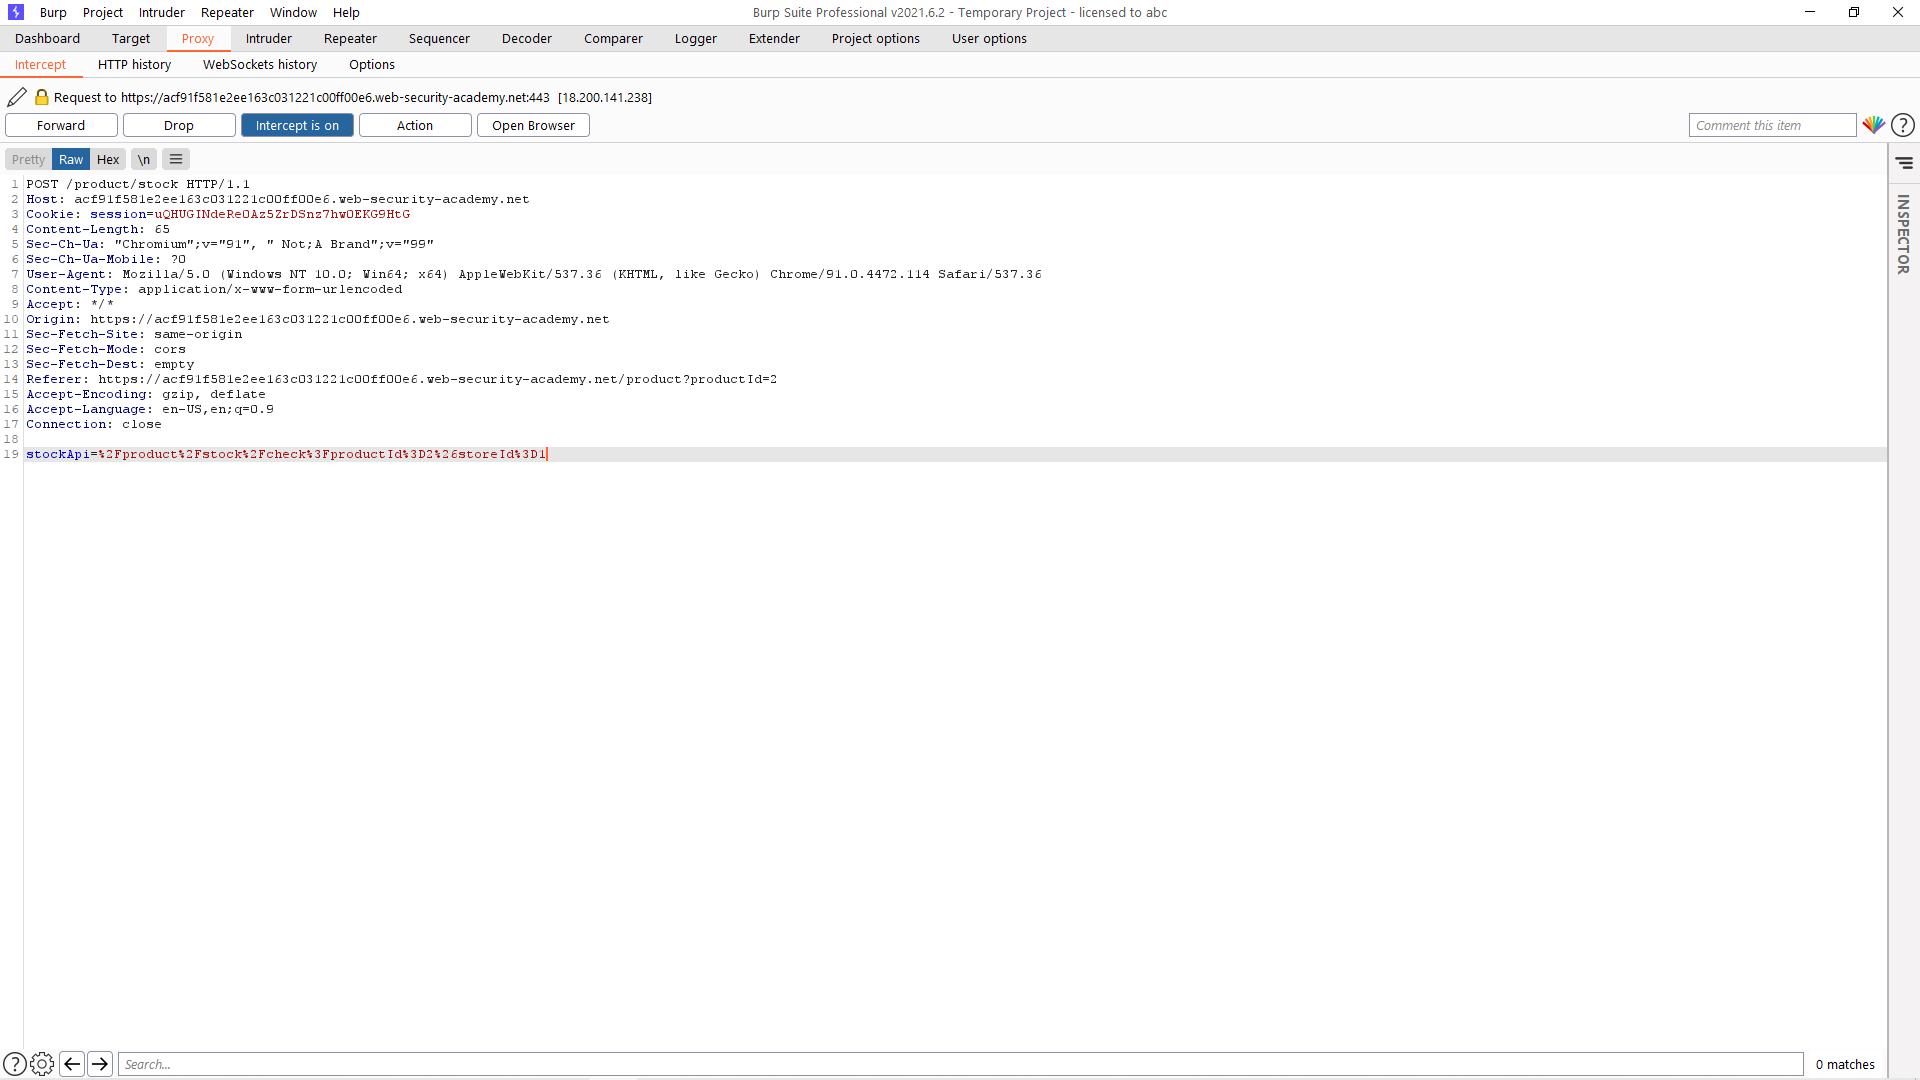 Burp Project Intruder Repeater Window Help Burp Suite Professional v2021.6.2 - Temporary Project - licensed to abc
Dashboard Target Proxy Intruder Repeater Sequencer Decoder Comparer Logger Extender Project options User options
Intercept HTTP history WebSockets history Options
Request to https://acf91f581e2ee163c031221c00ff00e6.web-security-academy.net:443 [18.200.141.238]
Forward Drop Intercept is on Action Open Browser Comment this item ?
Pretty Raw Hex \n
INSPECTOR
1 POST /product/stock HTTP/1.1
2 Host: acf91f581e2ee163c031221c00ff00e6.web-security-academy.net
3 Cookie: session=uQHUGINdeReOAz5ZrDSnz7hwOEKG9HtG
4 Content-Length: 65
5 Sec-Ch-Ua: "Chromium";v="91", " Not;A Brand";v="99"
6 Sec-Ch-Ua-Mobile: ?0
7 User-Agent: Mozilla/5.0 (Windows NT 10.0; Win64; x64) AppleWebKit/537.36 (KHTML, like Gecko) Chrome/91.0.4472.114 Safari/537.36
8 Content-Type: application/x-www-form-urlencoded
9 Accept: */*
10 Origin: https://acf91f581e2ee163c031221c00ff00e6.web-security-academy.net
11 Sec-Fetch-Site: same-origin
12 Sec-Fetch-Mode: cors
13 Sec-Fetch-Dest: empty
14 Referer: https://acf91f581e2ee163c031221c00ff00e6.web-security-academy.net/product?productId=2
15 Accept-Encoding: gzip, deflate
16 Accept-Language: en-US,en;q=0.9
17 Connection: close
18
19 stockApi=%2Fproduct%2Fstock%2Fcheck%3FproductId%3D2%26storeId%3D1
? Search... 0 matches